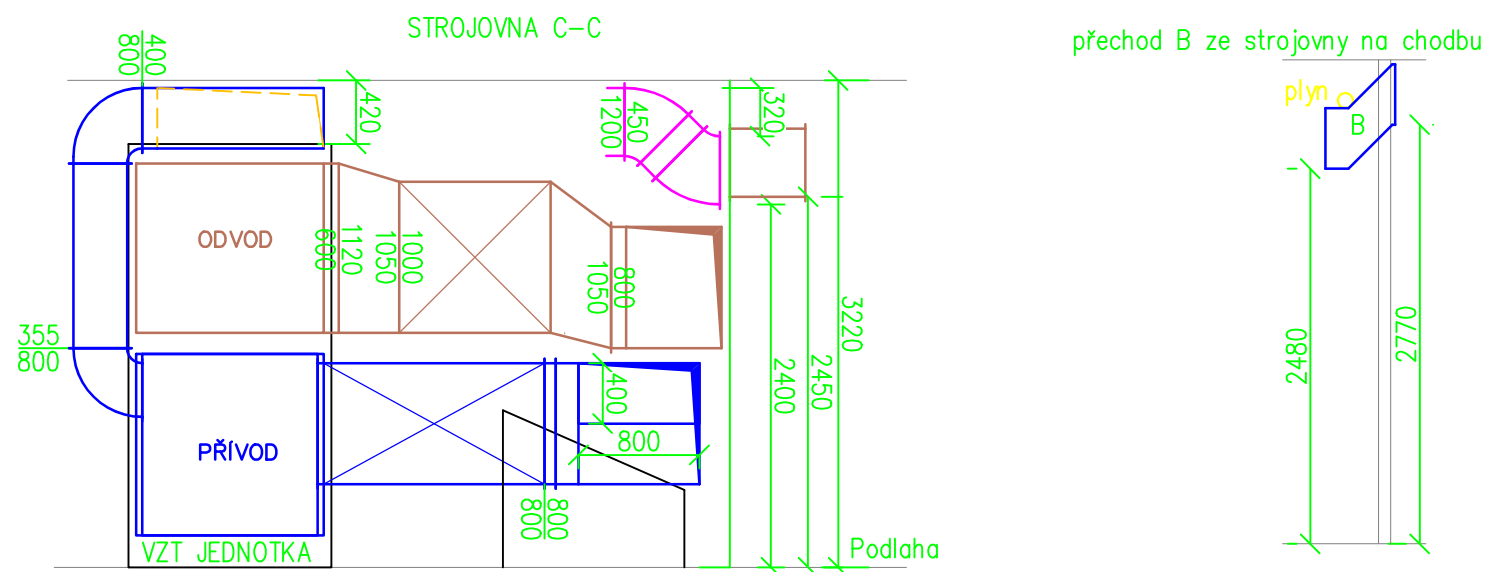 STROJOVNA C-C
přechod B ze strojovny na chodbu
400
800
420
450
1200
320
plyn
B
ODVOD
1120
600
1000
1050
800
1050
3220
355
800
2400
2450
2480
2770
400
800
PŘÍVOD
800
800
VZT JEDNOTKA
Podlaha